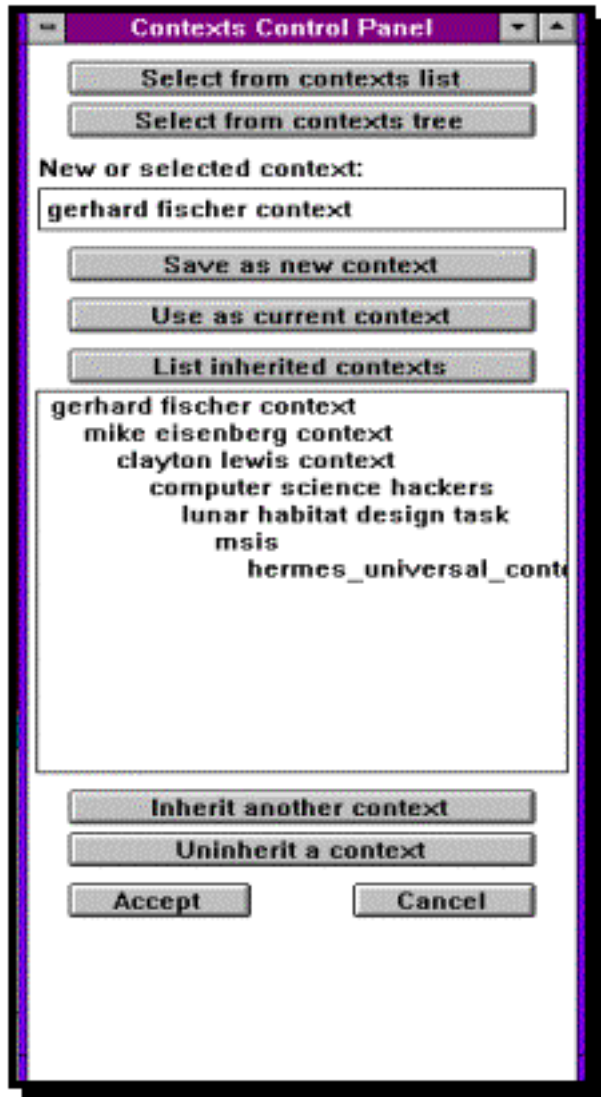 Contexts Control Panel
Select from contexts list
Select from contexts tree
New or selected context:
gerhard fischer context
Save as new context
Use as current context
List inherited contexts
gerhard fischer context
mike eisenberg context
clayton lewis context
computer science hackers
lunar habitat design task
msis
hermes_universal_conte
Inherit another context
Uninherit a context
Accept Cancel